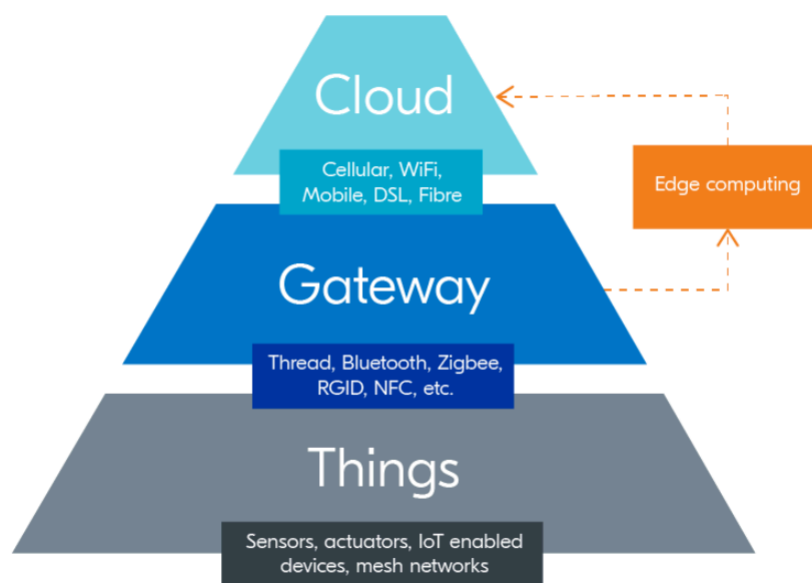 Cloud
Cellular, WiFi,
Mobile, DSL, Fibre
Edge computing
Gateway
Thread, Bluetooth, Zigbee,
RGID, NFC, etc.
Things
Sensors, actuators, IoT enabled
devices, mesh networks